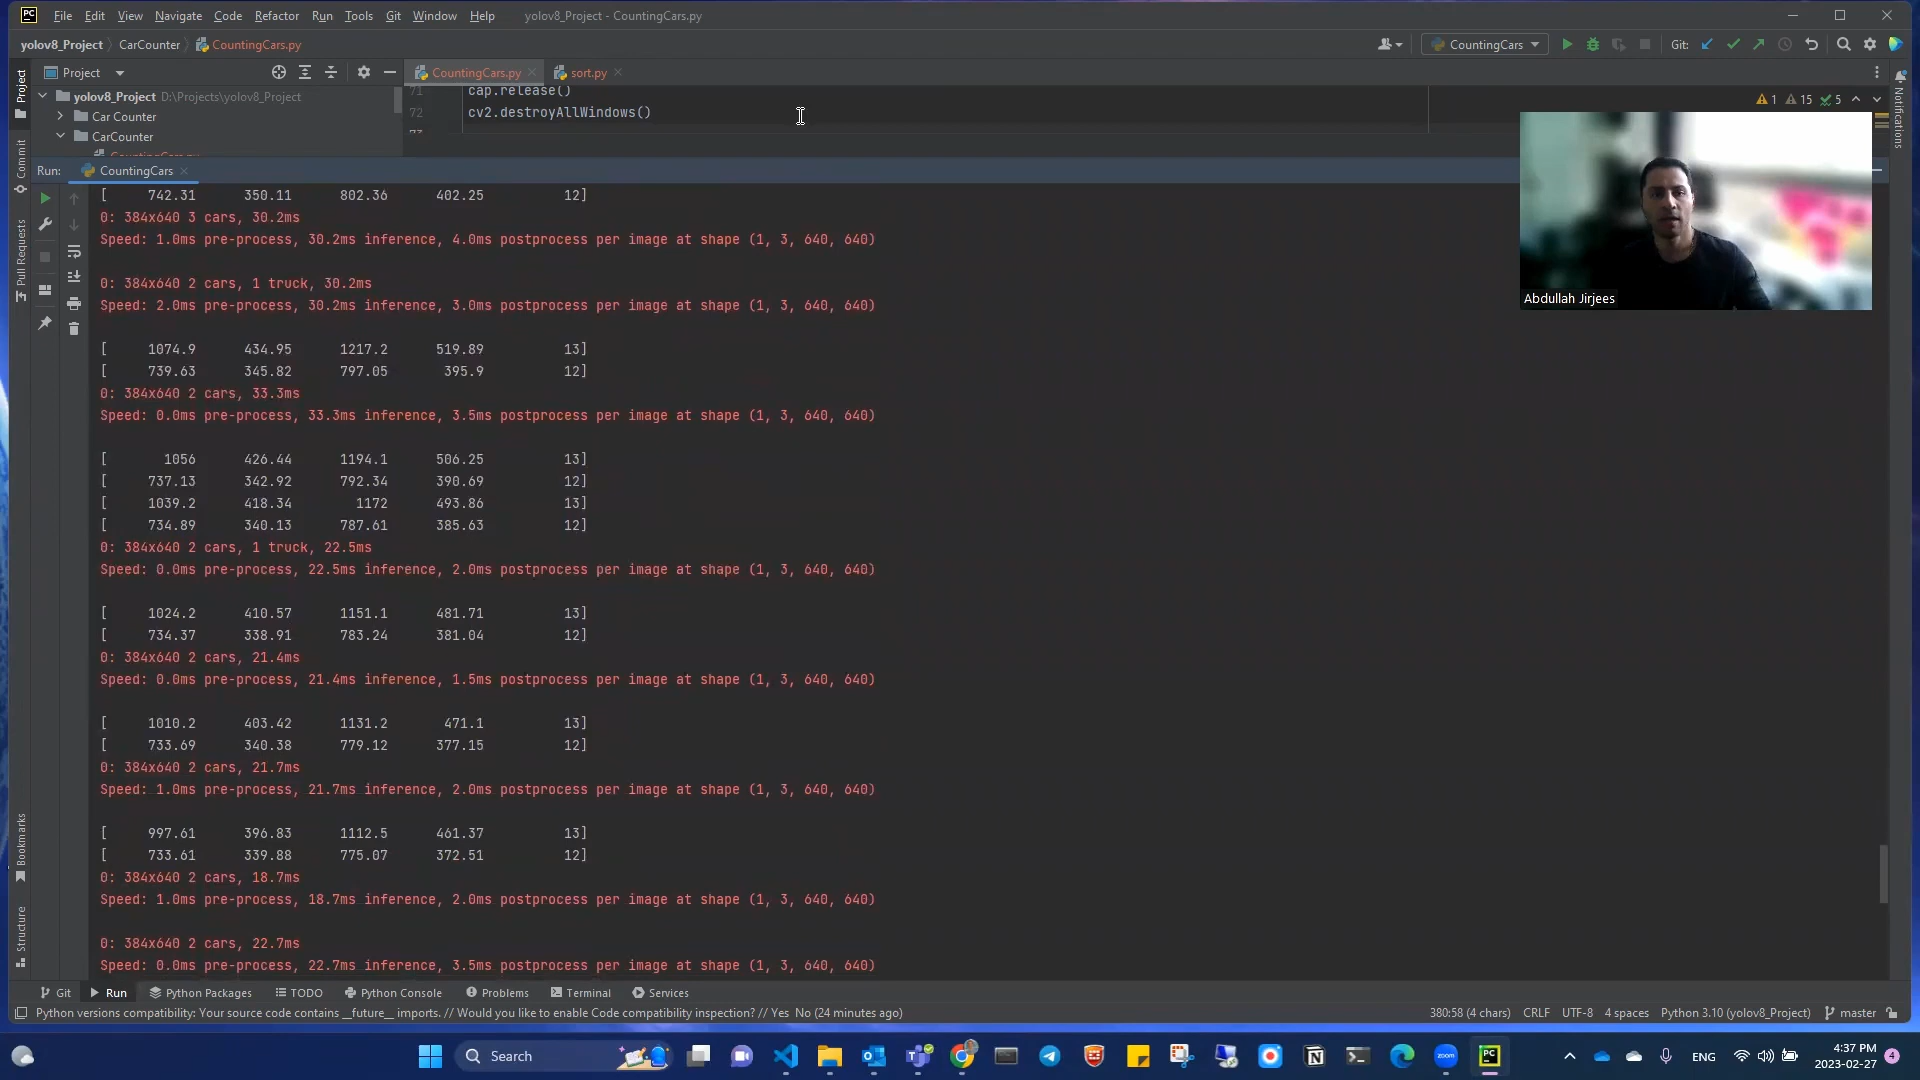 PC File Edit View Navigate Code Refactor Run Tools Git Window Help yolov8_Project - CountingCars.py
yolov8_Project CarCounter CountingCars.py CountingCars Git:
Project CountingCars.py sort.py
yolov8_Project D:\Projects\yolov8_Project
Car Counter
CarCounter
71 cap.release()
72 cv2.destroyAllWindows()
1 15 5
Project
Commit
Pull Requests
Bookmarks
Structure
Notifications
Run: CountingCars
[ 742.31 350.11 802.36 402.25 12]
0: 384x640 3 cars, 30.2ms
Speed: 1.0ms pre-process, 30.2ms inference, 4.0ms postprocess per image at shape (1, 3, 640, 640)
0: 384x640 2 cars, 1 truck, 30.2ms
Speed: 2.0ms pre-process, 30.2ms inference, 3.0ms postprocess per image at shape (1, 3, 640, 640)
[ 1074.9 434.95 1217.2 519.89 13]
[ 739.63 345.82 797.05 395.9 12]
0: 384x640 2 cars, 33.3ms
Speed: 0.0ms pre-process, 33.3ms inference, 3.5ms postprocess per image at shape (1, 3, 640, 640)
[ 1056 426.44 1194.1 506.25 13]
[ 737.13 342.92 792.34 390.69 12]
[ 1039.2 418.34 1172 493.86 13]
[ 734.89 340.13 787.61 385.63 12]
0: 384x640 2 cars, 1 truck, 22.5ms
Speed: 0.0ms pre-process, 22.5ms inference, 2.0ms postprocess per image at shape (1, 3, 640, 640)
[ 1024.2 410.57 1151.1 481.71 13]
[ 734.37 338.91 783.24 381.04 12]
0: 384x640 2 cars, 21.4ms
Speed: 0.0ms pre-process, 21.4ms inference, 1.5ms postprocess per image at shape (1, 3, 640, 640)
[ 1010.2 403.42 1131.2 471.1 13]
[ 733.69 340.38 779.12 377.15 12]
0: 384x640 2 cars, 21.7ms
Speed: 1.0ms pre-process, 21.7ms inference, 2.0ms postprocess per image at shape (1, 3, 640, 640)
[ 997.61 396.83 1112.5 461.37 13]
[ 733.61 339.88 775.07 372.51 12]
0: 384x640 2 cars, 18.7ms
Speed: 1.0ms pre-process, 18.7ms inference, 2.0ms postprocess per image at shape (1, 3, 640, 640)
0: 384x640 2 cars, 22.7ms
Speed: 0.0ms pre-process, 22.7ms inference, 3.5ms postprocess per image at shape (1, 3, 640, 640)
Abdullah Jirjees
Git Run Python Packages TODO Python Console Problems Terminal Services
Python versions compatibility: Your source code contains __future__ imports. // Would you like to enable Code compatibility inspection? // Yes No (24 minutes ago) 380:58 (4 chars) CRLF UTF-8 4 spaces Python 3.10 (yolov8_Project) master
Search zoom PC ENG 4:37 PM 4
2023-02-27